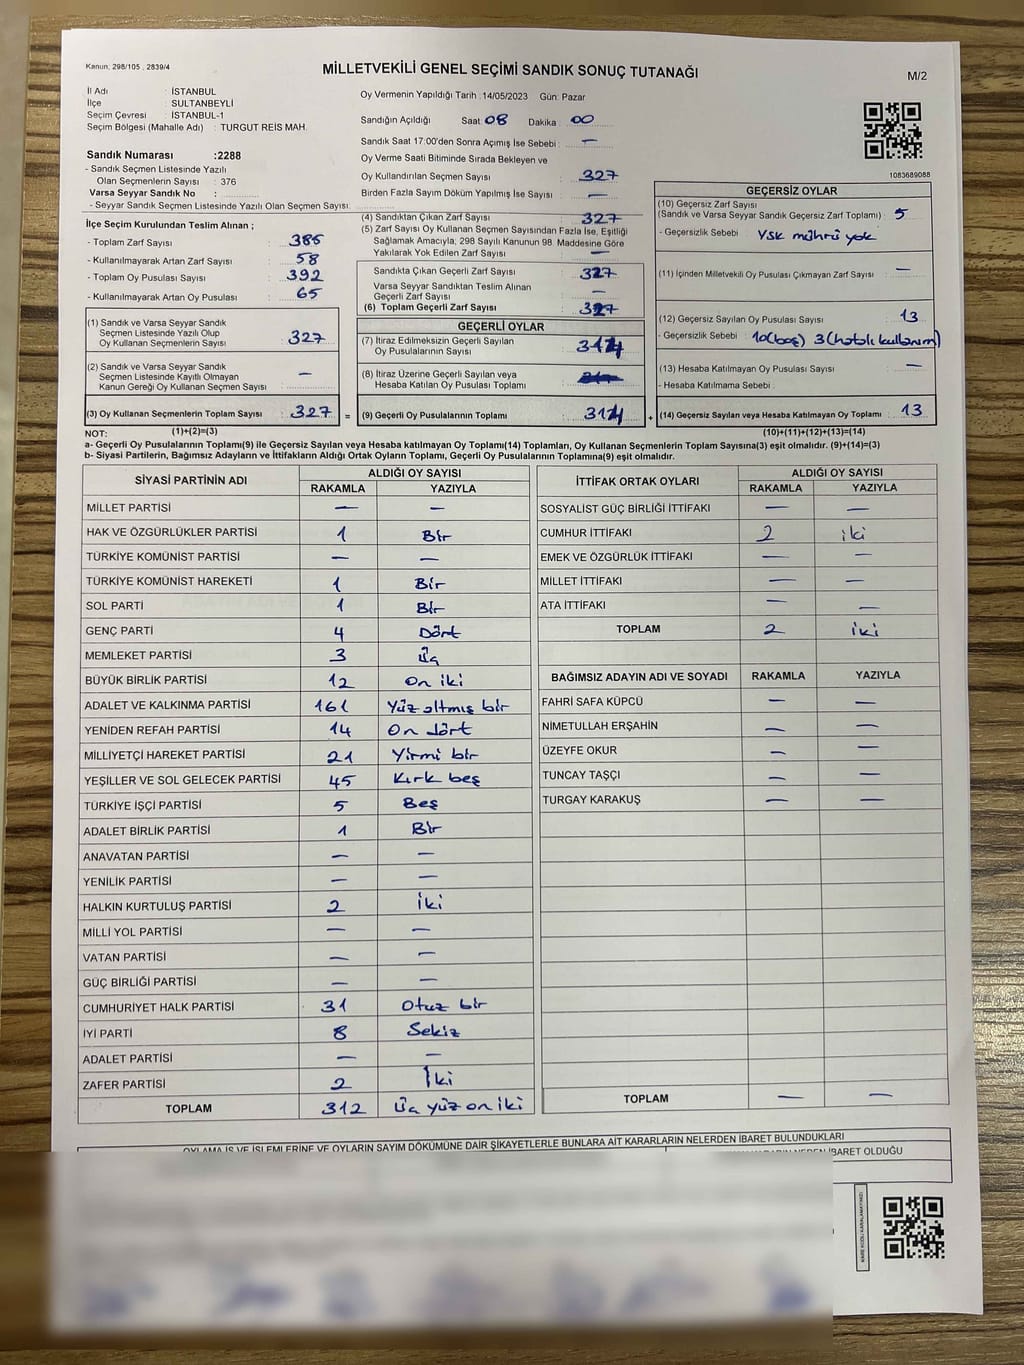 Kanun: 298/105 , 2839/4
MİLLETVEKİLİ GENEL SEÇİMİ SANDIK SONUÇ TUTANAĞI
M/2
İl Adı : İSTANBUL
İlçe : SULTANBEYLİ
Seçim Çevresi : İSTANBUL-1
Seçim Bölgesi (Mahalle Adı) : TURGUT REİS MAH.
Sandık Numarası :2288
- Sandık Seçmen Listesinde Yazılı
Olan Seçmenlerin Sayısı : 376
Varsa Seyyar Sandık No :
- Seyyar Sandık Seçmen Listesinde Yazılı Olan Seçmen Sayısı:
Oy Vermenin Yapıldığı Tarih : 14/05/2023 Gün: Pazar
Sandığın Açıldığı Saat 08 Dakika : 00
Sandık Saat 17:00'den Sonra Açımış İse Sebebi : —
Oy Verme Saati Bitiminde Sırada Bekleyen ve
Oy Kullandırılan Seçmen Sayısı : 327
Birden Fazla Sayım Döküm Yapılmış İse Sayısı : —
1083689088
İlçe Seçim Kurulundan Teslim Alınan ;
- Toplam Zarf Sayısı : 385
- Kullanılmayarak Artan Zarf Sayısı : 58
- Toplam Oy Pusulası Sayısı : 392
- Kullanılmayarak Artan Oy Pusulası : 65
(1) Sandık ve Varsa Seyyar Sandık
Seçmen Listesinde Yazılı Olup
Oy Kullanan Seçmenlerin Sayısı : 327
(2) Sandık ve Varsa Seyyar Sandık
Seçmen Listesinde Kayıtlı Olmayan
Kanun Gereği Oy Kullanan Seçmen Sayısı : —
(3) Oy Kullanan Seçmenlerin Toplam Sayısı : 327 =
(4) Sandıktan Çıkan Zarf Sayısı : 327
(5) Zarf Sayısı Oy Kullanan Seçmen Sayısından Fazla İse, Eşitliği
Sağlamak Amacıyla; 298 Sayılı Kanunun 98. Maddesine Göre
Yakılarak Yok Edilen Zarf Sayısı : —
Sandıkta Çıkan Geçerli Zarf Sayısı : 327
Varsa Seyyar Sandıktan Teslim Alınan
Geçerli Zarf Sayısı : —
(6) Toplam Geçerli Zarf Sayısı : 327
GEÇERLİ OYLAR
(7) İtiraz Edilmeksizin Geçerli Sayılan
Oy Pusulalarının Sayısı : 314
(8) İtiraz Üzerine Geçerli Sayılan veya
Hesaba Katılan Oy Pusulası Toplamı :
(9) Geçerli Oy Pusulalarının Toplamı : 314 +
GEÇERSİZ OYLAR
(10) Geçersiz Zarf Sayısı
(Sandık ve Varsa Seyyar Sandık Geçersiz Zarf Toplamı) : 5
- Geçersizlik Sebebi : YSK mührü yok
(11) İçinden Milletvekili Oy Pusulası Çıkmayan Zarf Sayısı : —
(12) Geçersiz Sayılan Oy Pusulası Sayısı : 13
- Geçersizlik Sebebi : 10(boş) 3(hatalı kullanım)
(13) Hesaba Katılmayan Oy Pusulası Sayısı : —
- Hesaba Katılmama Sebebi :
(14) Geçersiz Sayılan veya Hesaba Katılmayan Oy Toplamı : 13
NOT: (1)+(2)=(3) (10)+(11)+(12)+(13)=(14)
a- Geçerli Oy Pusulalarının Toplamı(9) ile Geçersiz Sayılan veya Hesaba katılmayan Oy Toplamı(14) Toplamları, Oy Kullanan Seçmenlerin Toplam Sayısına(3) eşit olmalıdır. (9)+(14)=(3)
b- Siyasi Partilerin, Bağımsız Adayların ve İttifakların Aldığı Ortak Oyların Toplamı, Geçerli Oy Pusulalarının Toplamına(9) eşit olmalıdır.
SİYASİ PARTİNİN ADI ALDIĞI OY SAYISI
RAKAMLA YAZIYLA
MİLLET PARTİSİ — —
HAK VE ÖZGÜRLÜKLER PARTİSİ 1 Bir
TÜRKİYE KOMÜNİST PARTİSİ — —
TÜRKİYE KOMÜNİST HAREKETİ 1 Bir
SOL PARTİ 1 Bir
GENÇ PARTİ 4 Dört
MEMLEKET PARTİSİ 3 Üç
BÜYÜK BİRLİK PARTİSİ 12 On iki
ADALET VE KALKINMA PARTİSİ 161 Yüz altmış bir
YENİDEN REFAH PARTİSİ 14 On dört
MİLLİYETÇİ HAREKET PARTİSİ 21 Yirmi bir
YEŞİLLER VE SOL GELECEK PARTİSİ 45 Kırk beş
TÜRKİYE İŞÇİ PARTİSİ 5 Beş
ADALET BİRLİK PARTİSİ 1 Bir
ANAVATAN PARTİSİ — —
YENİLİK PARTİSİ — —
HALKIN KURTULUŞ PARTİSİ 2 İki
MİLLİ YOL PARTİSİ — —
VATAN PARTİSİ — —
GÜÇ BİRLİĞİ PARTİSİ — —
CUMHURİYET HALK PARTİSİ 31 Otuz bir
İYİ PARTİ 8 Sekiz
ADALET PARTİSİ — —
ZAFER PARTİSİ 2 İki
TOPLAM 312 Üç yüz on iki
İTTİFAK ORTAK OYLARI ALDIĞI OY SAYISI
RAKAMLA YAZIYLA
SOSYALİST GÜÇ BİRLİĞİ İTTİFAKI — —
CUMHUR İTTİFAKI 2 iki
EMEK VE ÖZGÜRLÜK İTTİFAKI — —
MİLLET İTTİFAKI — —
ATA İTTİFAKI — —
TOPLAM 2 iki
BAĞIMSIZ ADAYIN ADI VE SOYADI RAKAMLA YAZIYLA
FAHRİ SAFA KÜPCÜ — —
NİMETULLAH ERŞAHİN — —
ÜZEYFE OKUR — —
TUNCAY TAŞÇI — —
TURGAY KARAKUŞ — —
TOPLAM — —
OYLAMA İŞ VE İŞLEMLERİNE VE OYLARIN SAYIM DÖKÜMÜNE DAİR ŞİKAYETLERLE BUNLARA AİT KARARLARIN NELERDEN İBARET BULUNDUKLARI
İBARET OLDUĞU